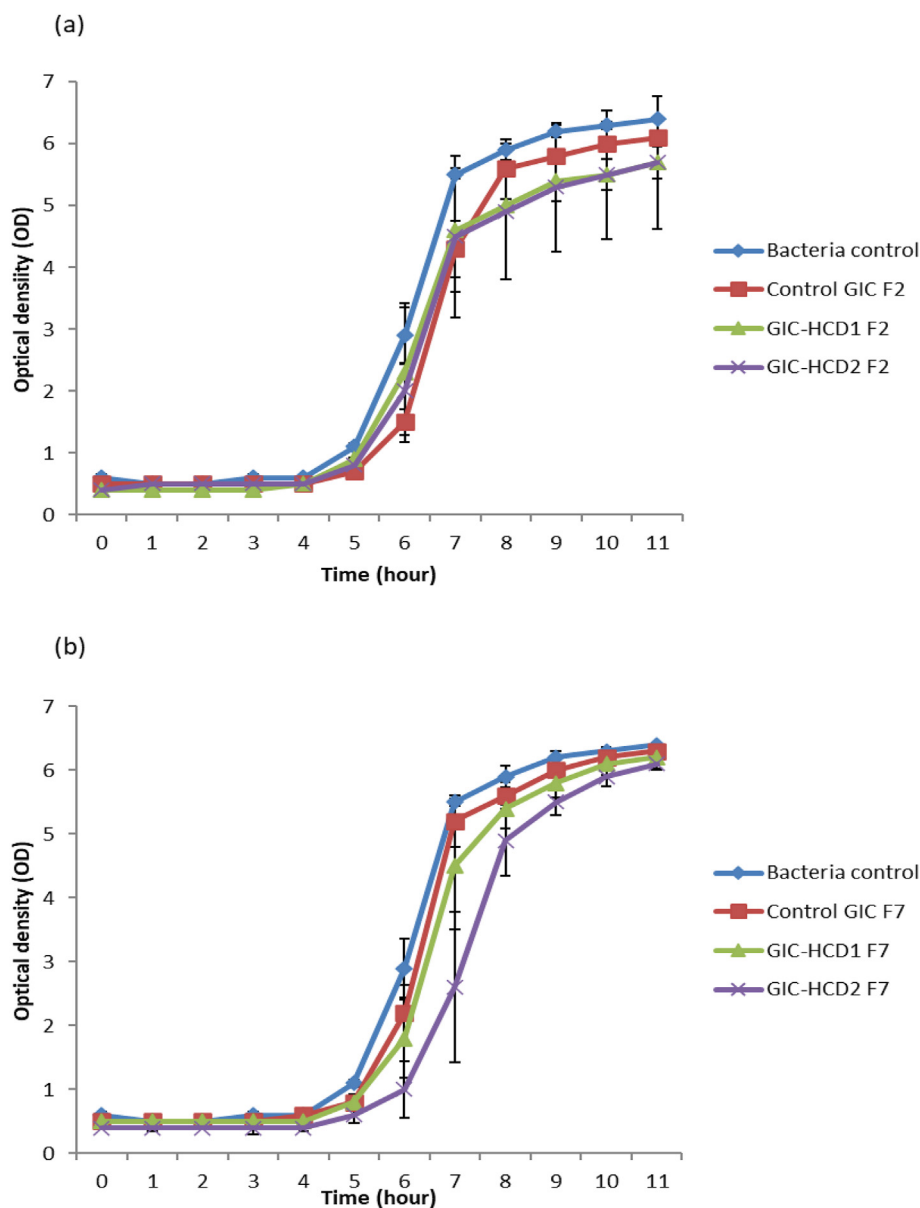 (a)
7
6
5
4
3
2
1
0
Optical density (OD)
0 1 2 3 4 5 6 7 8 9 10 11
Time (hour)
Bacteria control
Control GIC F2
GIC-HCD1 F2
GIC-HCD2 F2
(b)
7
6
5
4
3
2
1
0
Optical density (OD)
0 1 2 3 4 5 6 7 8 9 10 11
Time (hour)
Bacteria control
Control GIC F7
GIC-HCD1 F7
GIC-HCD2 F7